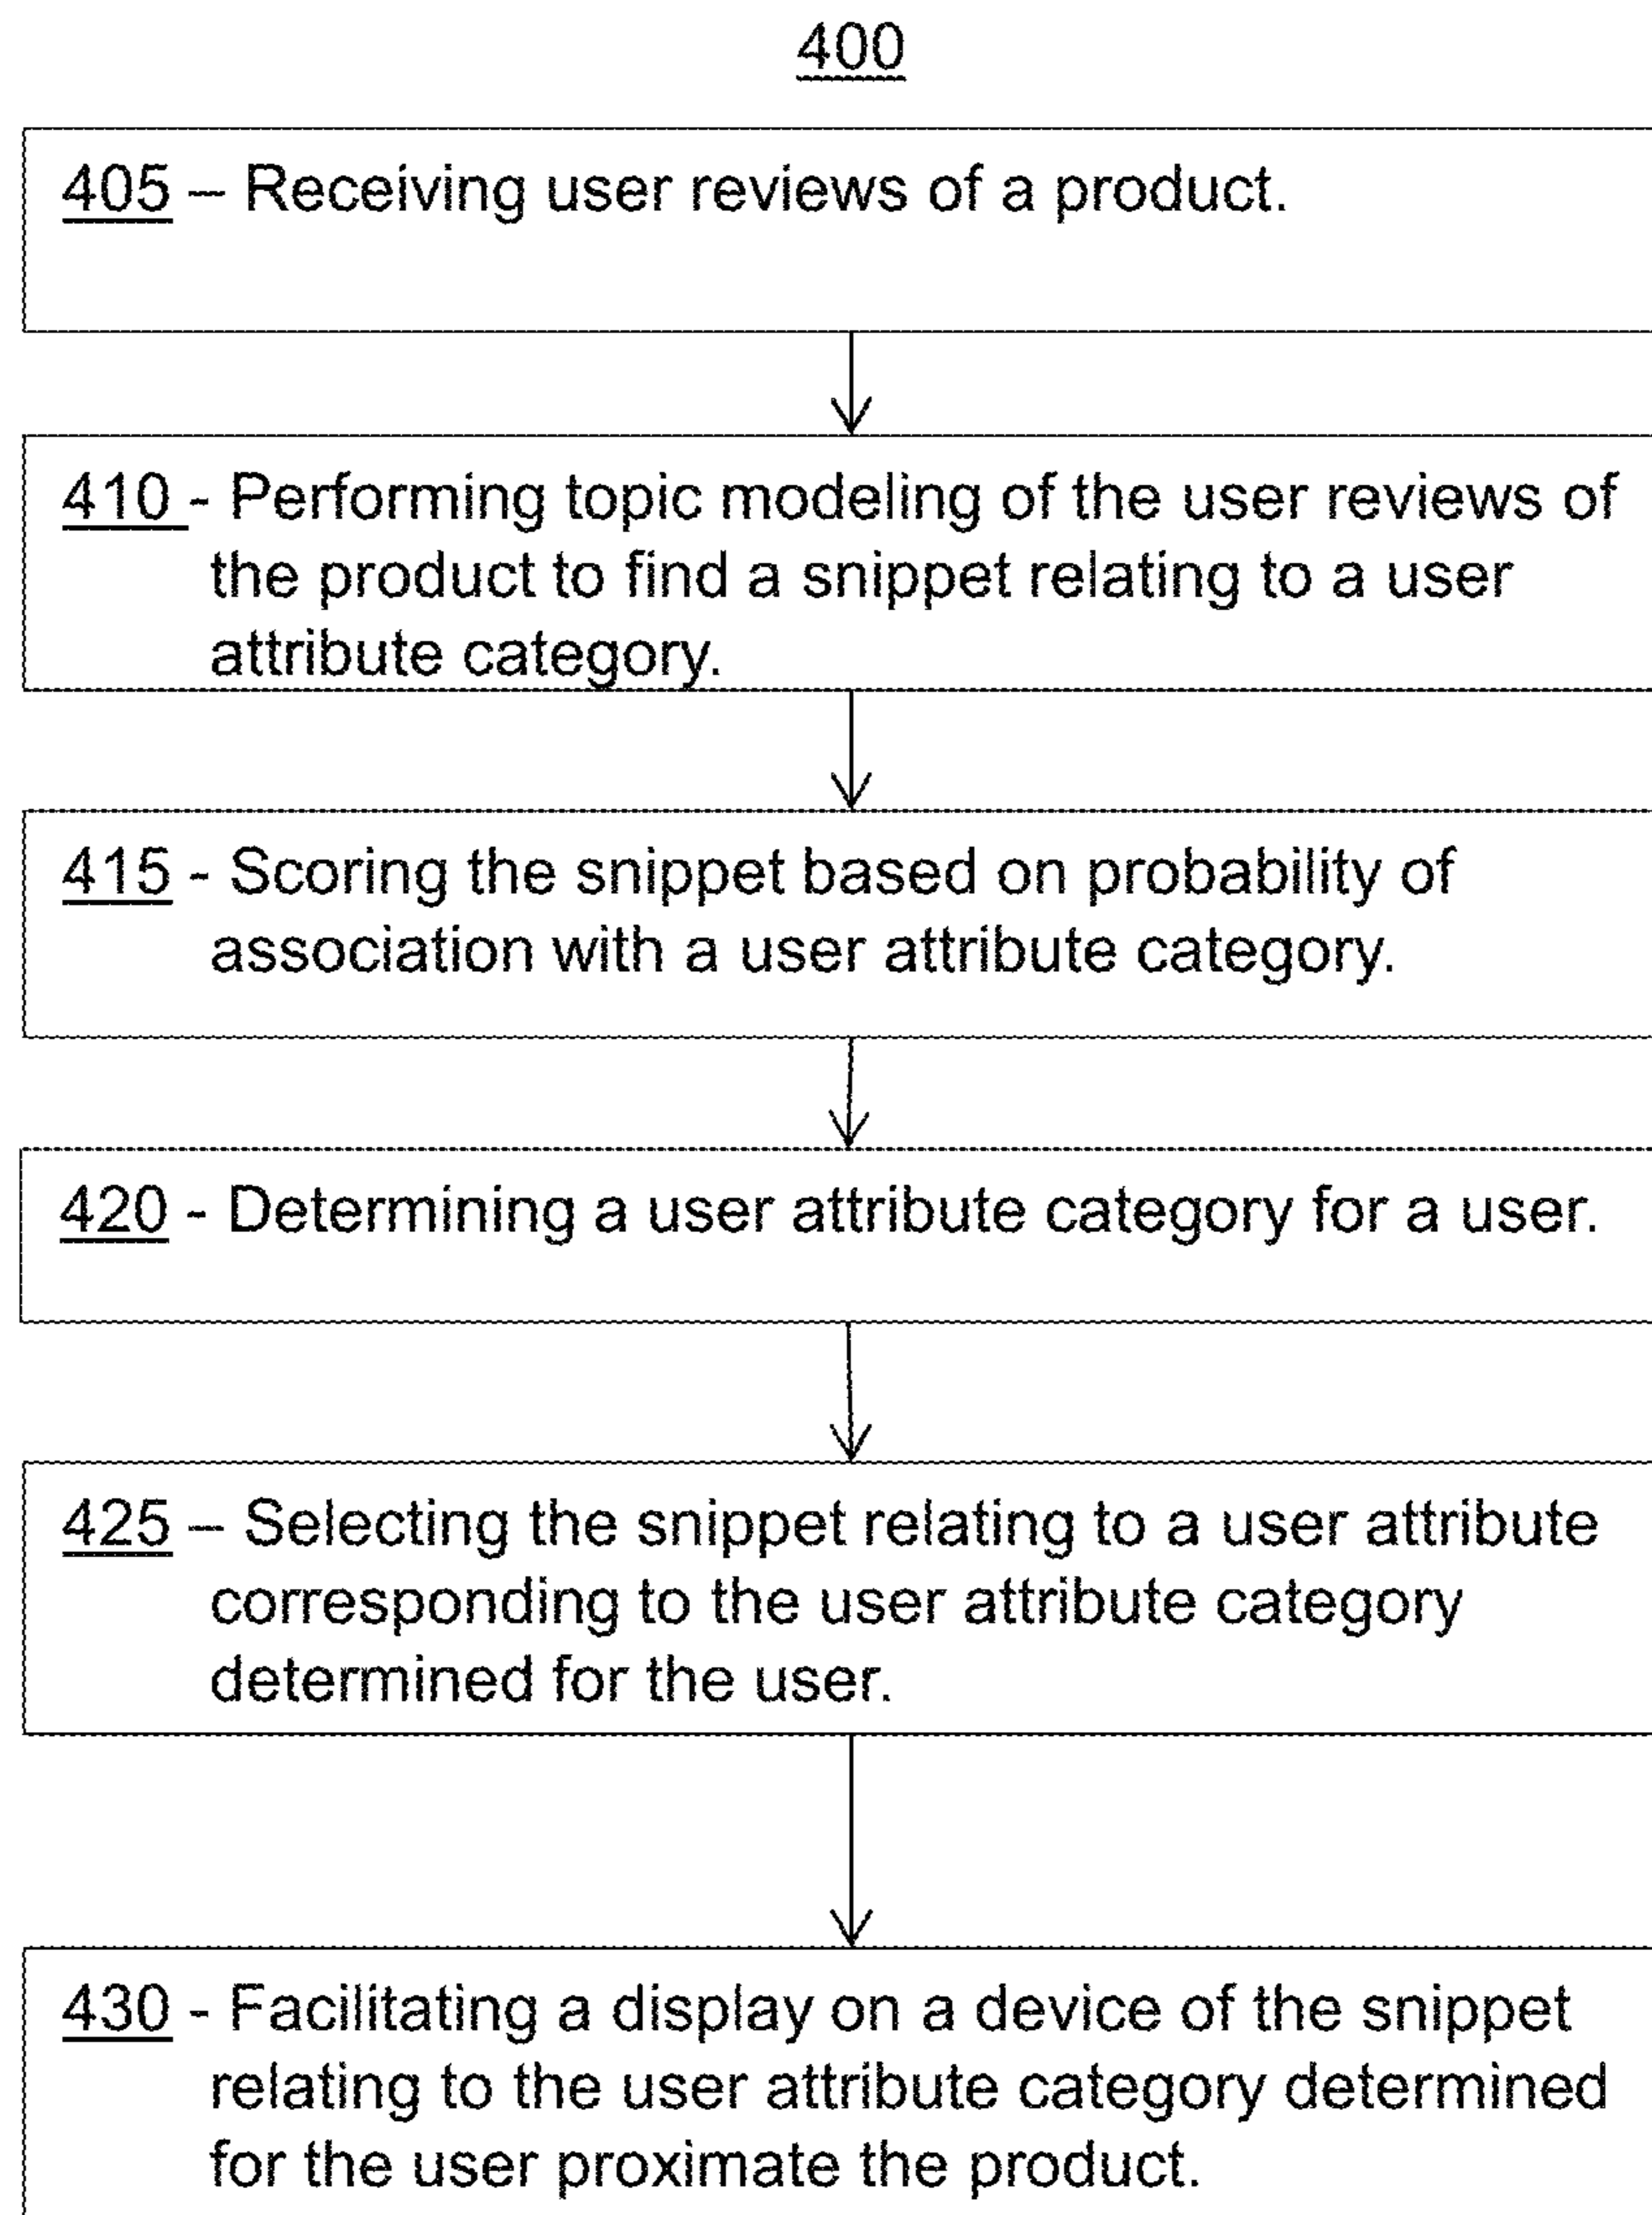 400
405 – Receiving user reviews of a product.
410 - Performing topic modeling of the user reviews of
the product to find a snippet relating to a user
attribute category.
415 - Scoring the snippet based on probability of
association with a user attribute category.
420 - Determining a user attribute category for a user.
425 – Selecting the snippet relating to a user attribute
corresponding to the user attribute category
determined for the user.
430 - Facilitating a display on a device of the snippet
relating to the user attribute category determined
for the user proximate the product.